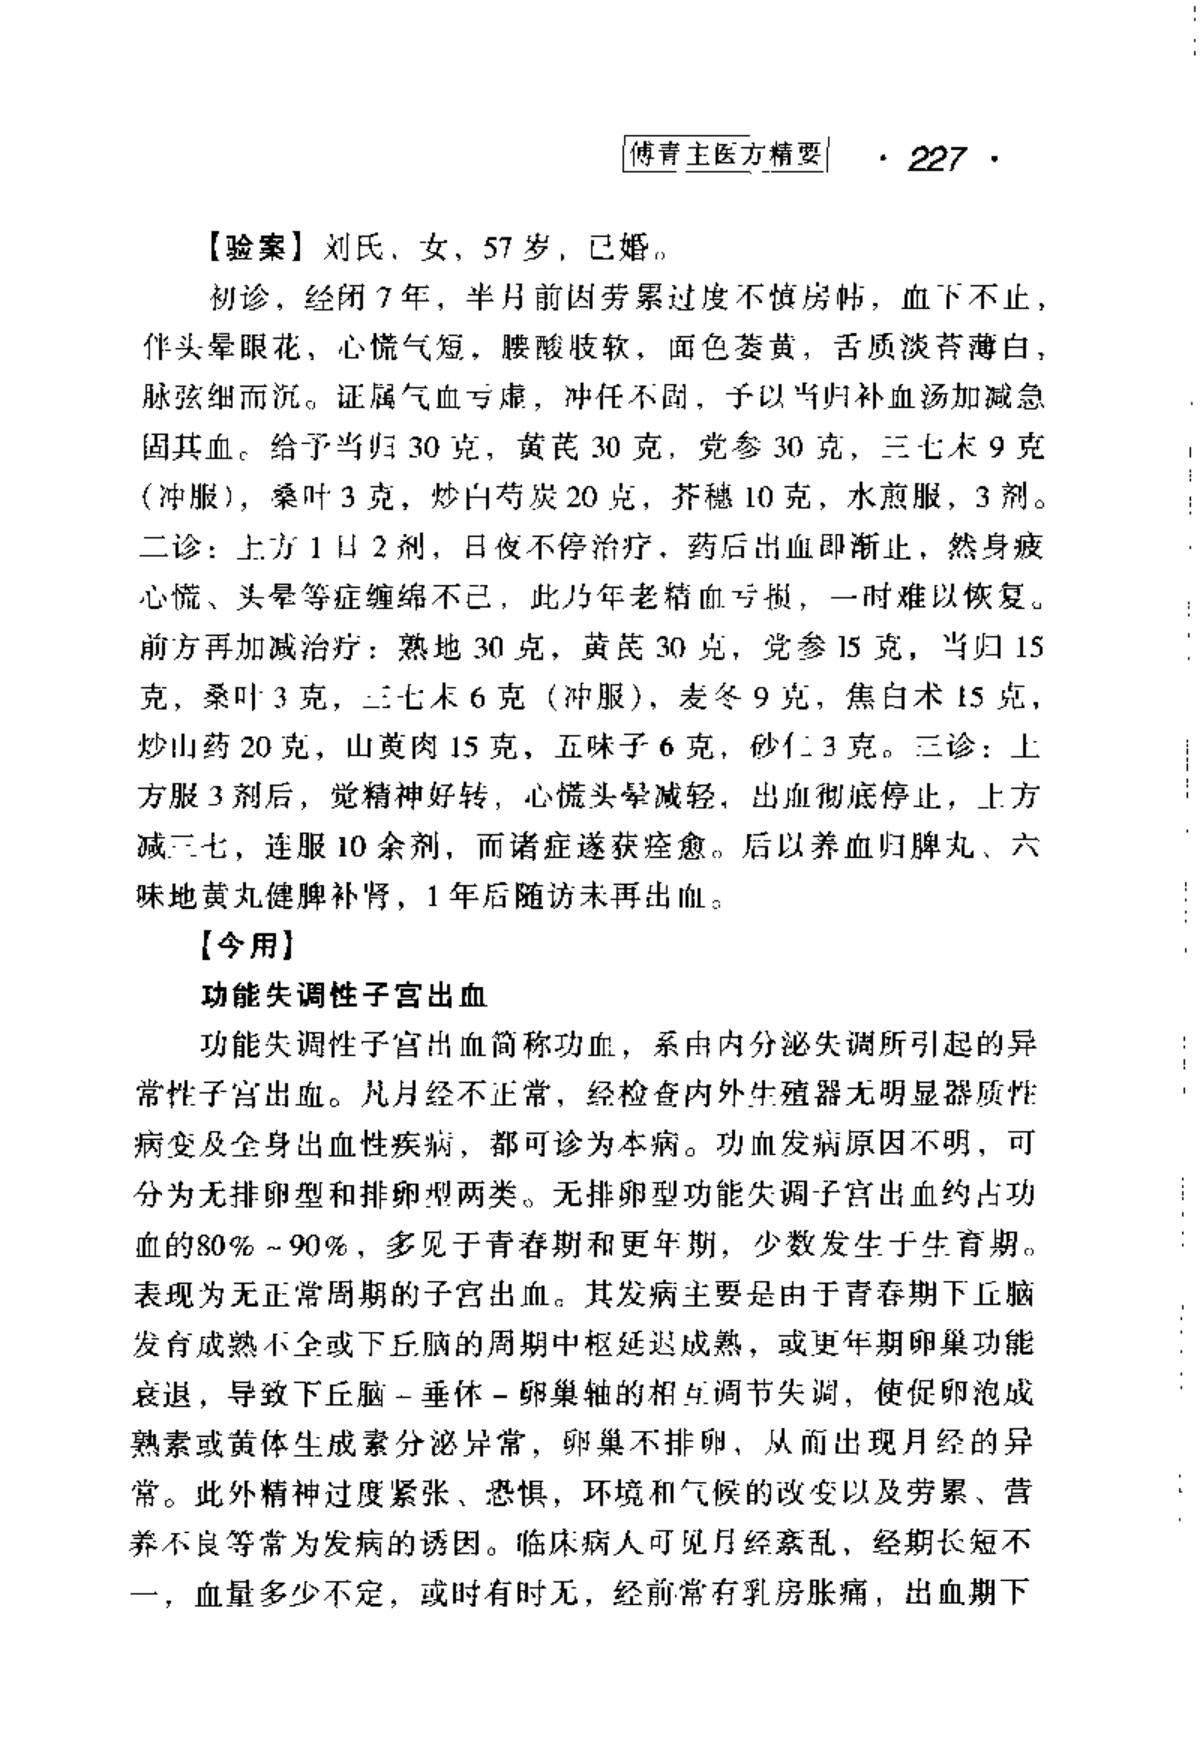 傅青主医方精要 · 227 ·
【验案】刘氏、女，57 岁，已婚。
初诊，经闭 7 年，半月前因劳累过度不慎房帏，血下不止，
伴头晕眼花，心慌气短，腰酸肢软，面色萎黄，舌质淡苔薄白，
脉弦细而沉。证属气血亏虚，冲任不固，予以当归补血汤加减急
固其血。给予当归 30 克，黄芪 30 克，党参 30 克，三七末 9 克
（冲服），桑叶 3 克，炒白芍炭 20 克，芥穗 10 克，水煎服，3 剂。
二诊：上方 1 日 2 剂，日夜不停治疗，药后出血即渐止，然身疲
心慌、头晕等症缠绵不已，此乃年老精血亏损，一时难以恢复。
前方再加减治疗：熟地 30 克，黄芪 30 克，党参 15 克，当归 15
克，桑叶 3 克，三七末 6 克（冲服），麦冬 9 克，焦白术 15 克，
炒山药 20 克，山萸肉 15 克，五味子 6 克，砂仁 3 克。三诊：上
方服 3 剂后，觉精神好转，心慌头晕减轻，出血彻底停止，上方
减三七，连服 10 余剂，而诸症遂获痊愈。后以养血归脾丸、六
味地黄丸健脾补肾，1 年后随访未再出血。
【今用】
功能失调性子宫出血
功能失调性子宫出血简称功血，系由内分泌失调所引起的异
常性子宫出血。凡月经不正常，经检查内外生殖器无明显器质性
病变及全身出血性疾病，都可诊为本病。功血发病原因不明，可
分为无排卵型和排卵型两类。无排卵型功能失调子宫出血约占功
血的80%～90%，多见于青春期和更年期，少数发生于生育期。
表现为无正常周期的子宫出血。其发病主要是由于青春期下丘脑
发育成熟不全或下丘脑的周期中枢延迟成熟，或更年期卵巢功能
衰退，导致下丘脑－垂体－卵巢轴的相互调节失调，使促卵泡成
熟素或黄体生成素分泌异常，卵巢不排卵，从而出现月经的异
常。此外精神过度紧张、恐惧，环境和气候的改变以及劳累、营
养不良等常为发病的诱因。临床病人可见月经紊乱，经期长短不
一，血量多少不定，或时有时无，经前常有乳房胀痛，出血期下